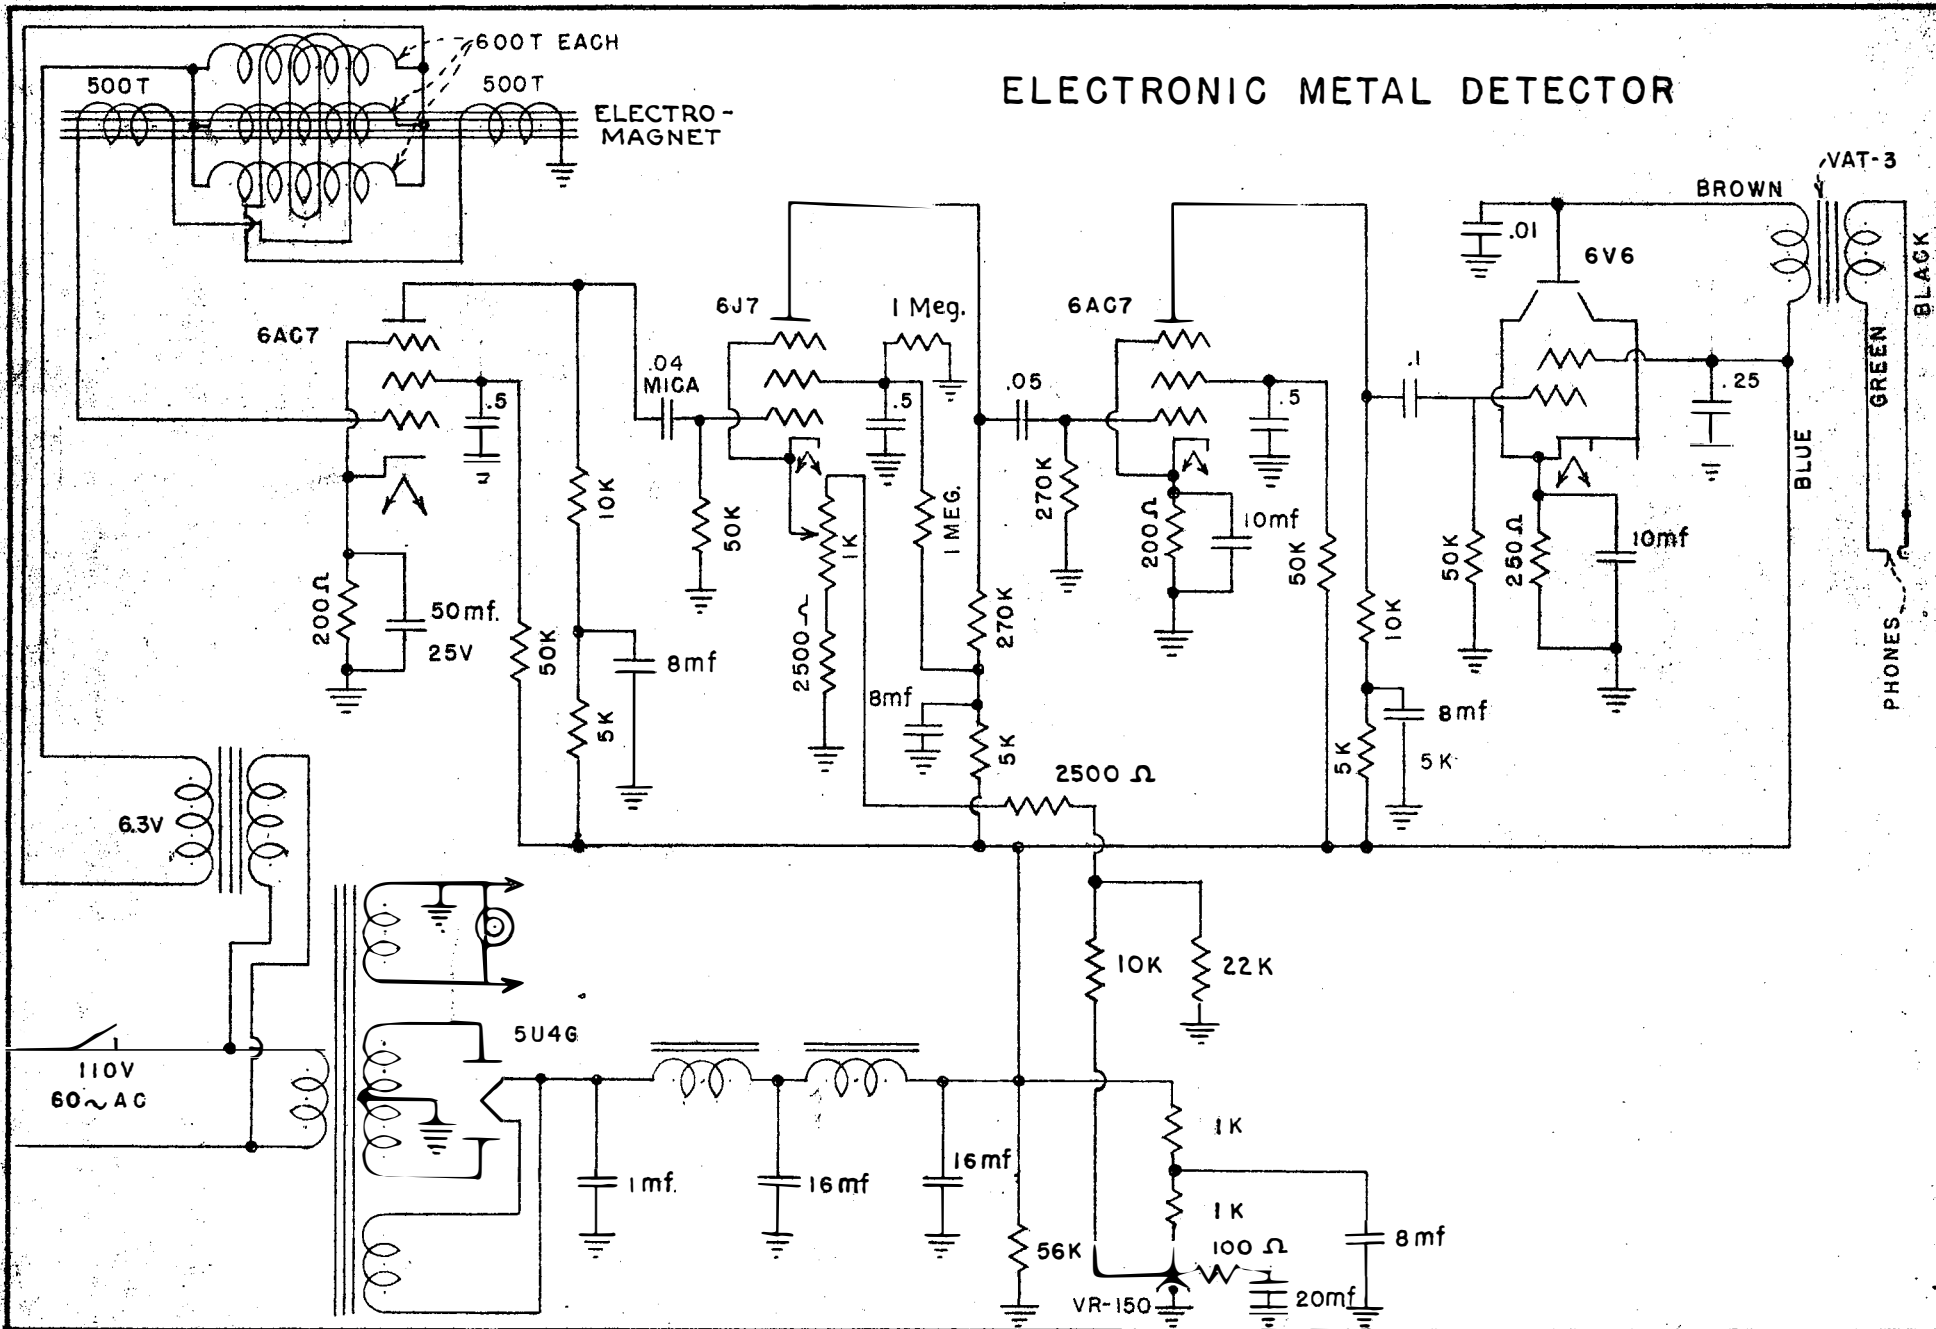 600T EACH
500T
500T
ELECTRO-
MAGNET
ELECTRONIC METAL DETECTOR
VAT-3
BROWN
.01
6V6
BLACK
6AC7
6J7
1 Meg.
6AC7
.04
MICA
.5
.5
.05
.5
.1
.25
GREEN
BLUE
10K
50K
1K
1 MEG.
270K
200Ω
10mf
50K
50K
250Ω
10mf
200Ω
50mf.
25V
50K
8mf
2500Ω
270K
10K
PHONES
8mf
5K
5K
8mf
5K
5K
2500 Ω
6.3V
10K
22K
5U4G
110V
60~AC
1K
1mf.
16mf
16mf
1K
56K
100 Ω
8mf
VR-150
20mf